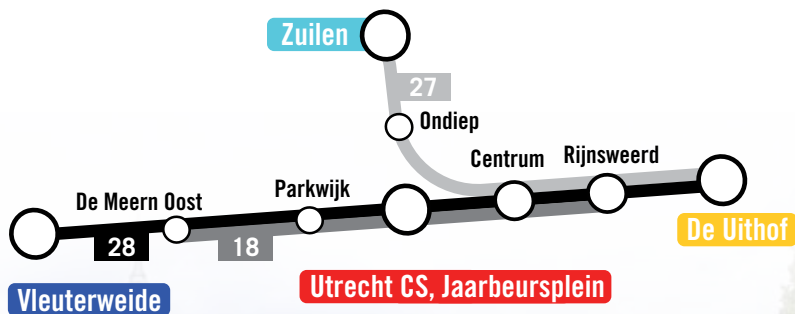 Zuilen
27
Ondiep
Centrum
Rijnsweerd
De Meern Oost
Parkwijk
28
18
De Uithof
Vleuterweide
Utrecht CS, Jaarbeursplein